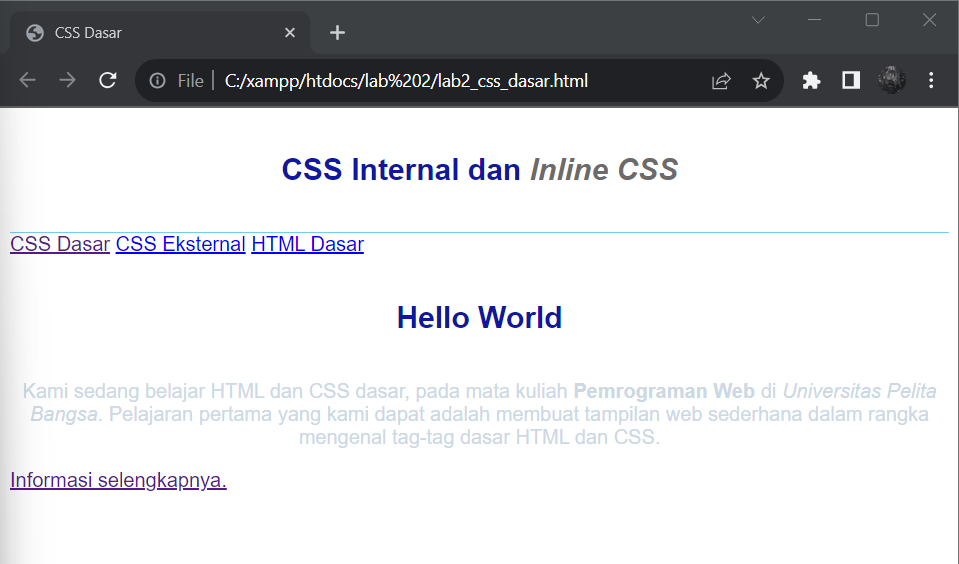 CSS Dasar
File | C:/xampp/htdocs/lab%202/lab2_css_dasar.html
CSS Internal dan Inline CSS
CSS Dasar CSS Eksternal HTML Dasar
Hello World
Kami sedang belajar HTML dan CSS dasar, pada mata kuliah Pemrograman Web di Universitas Pelita
Bangsa. Pelajaran pertama yang kami dapat adalah membuat tampilan web sederhana dalam rangka
mengenal tag-tag dasar HTML dan CSS.
Informasi selengkapnya.